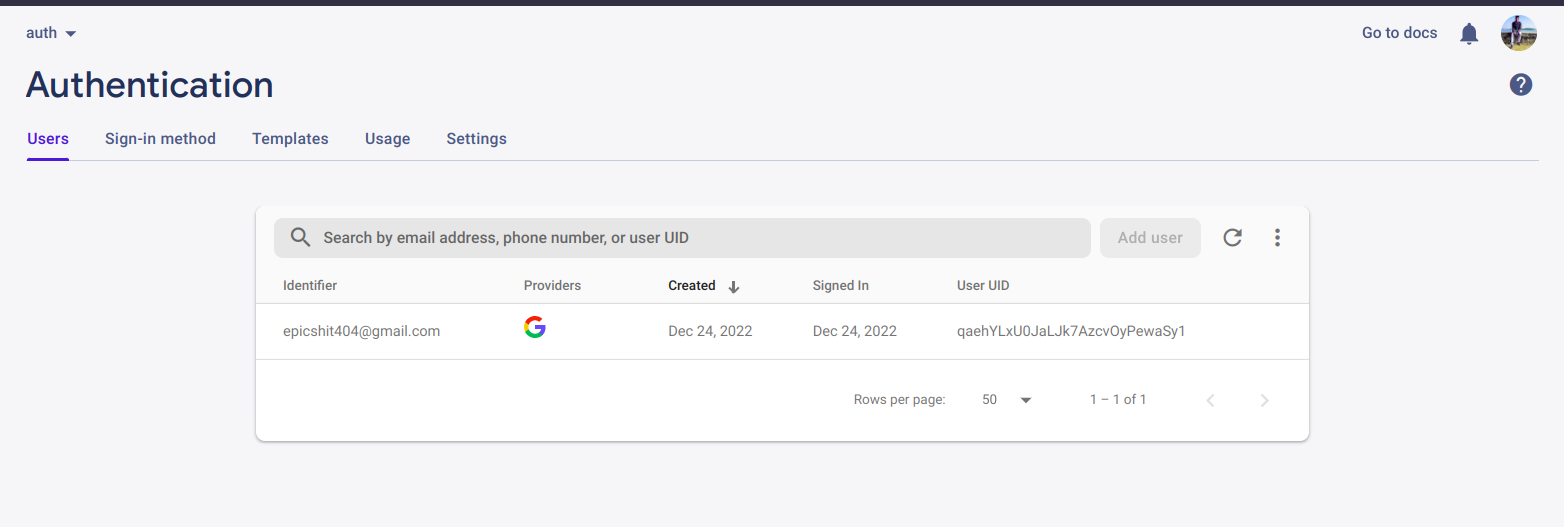 auth
Go to docs
Authentication
Users Sign-in method Templates Usage Settings
Search by email address, phone number, or user UID
Add user
Identifier Providers Created Signed In User UID
epicshit404@gmail.com Dec 24, 2022 Dec 24, 2022 qaehYLxU0JaLJk7AzcvOyPewaSy1
Rows per page: 50 1 – 1 of 1